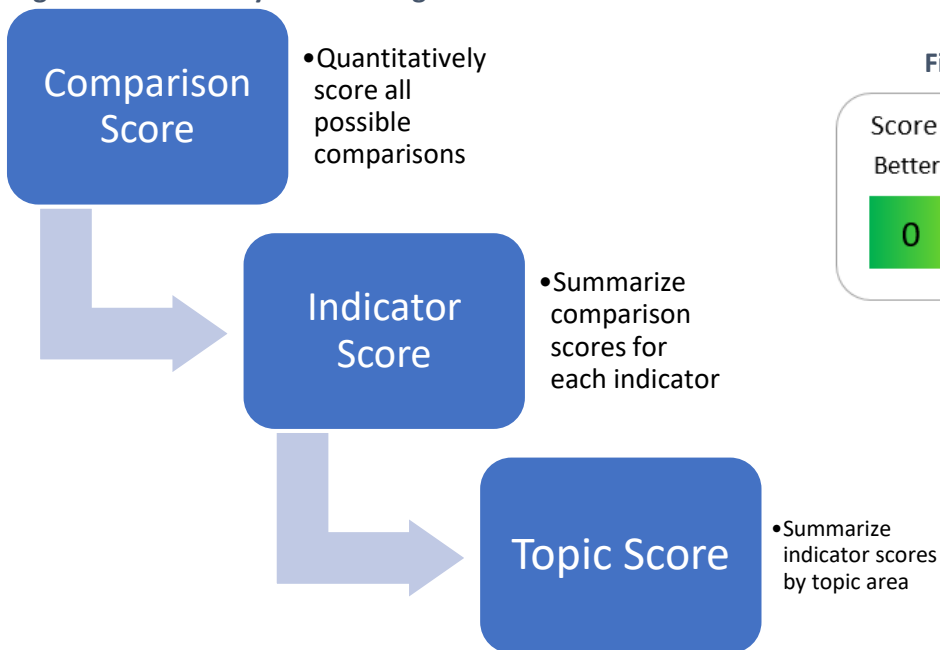 Comparison
Score
•Quantitatively
score all
possible
comparisons
Score
Better
0
Indicator
Score
•Summarize
comparison
scores for
each indicator
Topic Score
•Summarize
indicator scores
by topic area